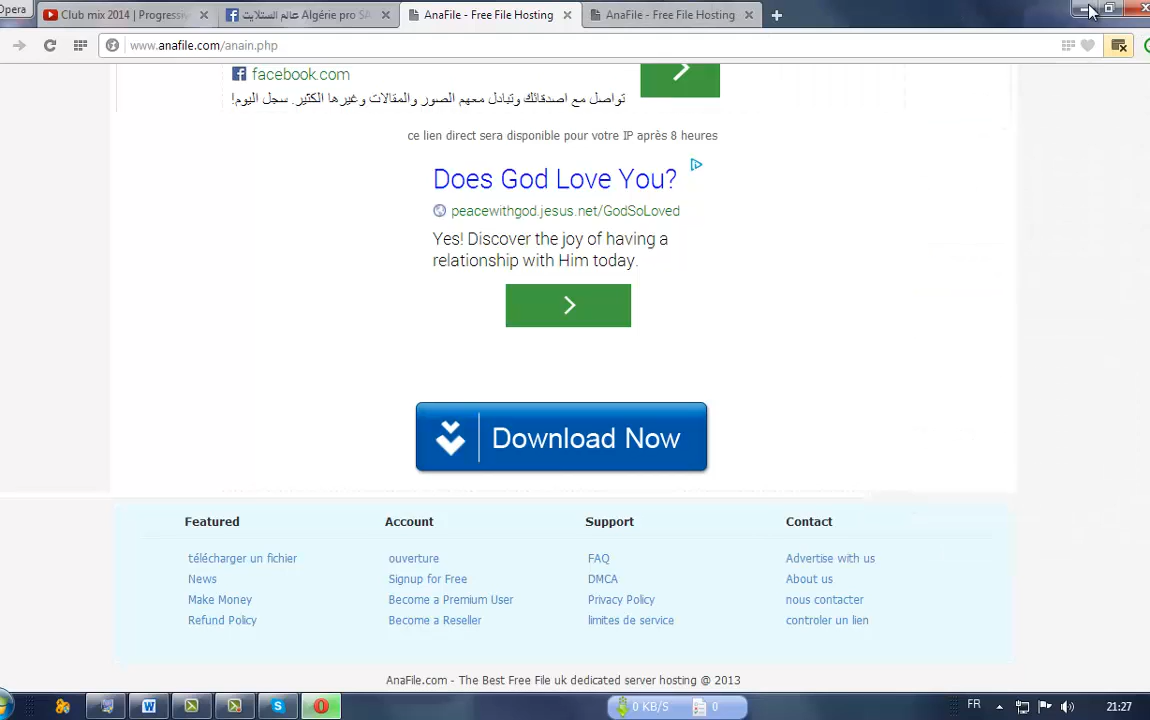 Opera
Club mix 2014 | Progressiv
عالم الستلايت Algérie pro SA
AnaFile - Free File Hosting
AnaFile - Free File Hosting
www.anafile.com/anain.php
facebook.com
تواصل مع اصدقائك وتبادل معهم الصور والمقالات وغيرها الكثير. سجل اليوم!
ce lien direct sera disponible pour votre IP après 8 heures
Does God Love You?
peacewithgod.jesus.net/GodSoLoved
Yes! Discover the joy of having a
relationship with Him today.
Download Now
Featured
télécharger un fichier
News
Make Money
Refund Policy
Account
ouverture
Signup for Free
Become a Premium User
Become a Reseller
Support
FAQ
DMCA
Privacy Policy
limites de service
Contact
Advertise with us
About us
nous contacter
controler un lien
AnaFile.com - The Best Free File uk dedicated server hosting @ 2013
0 KB/S
0
FR
21:27